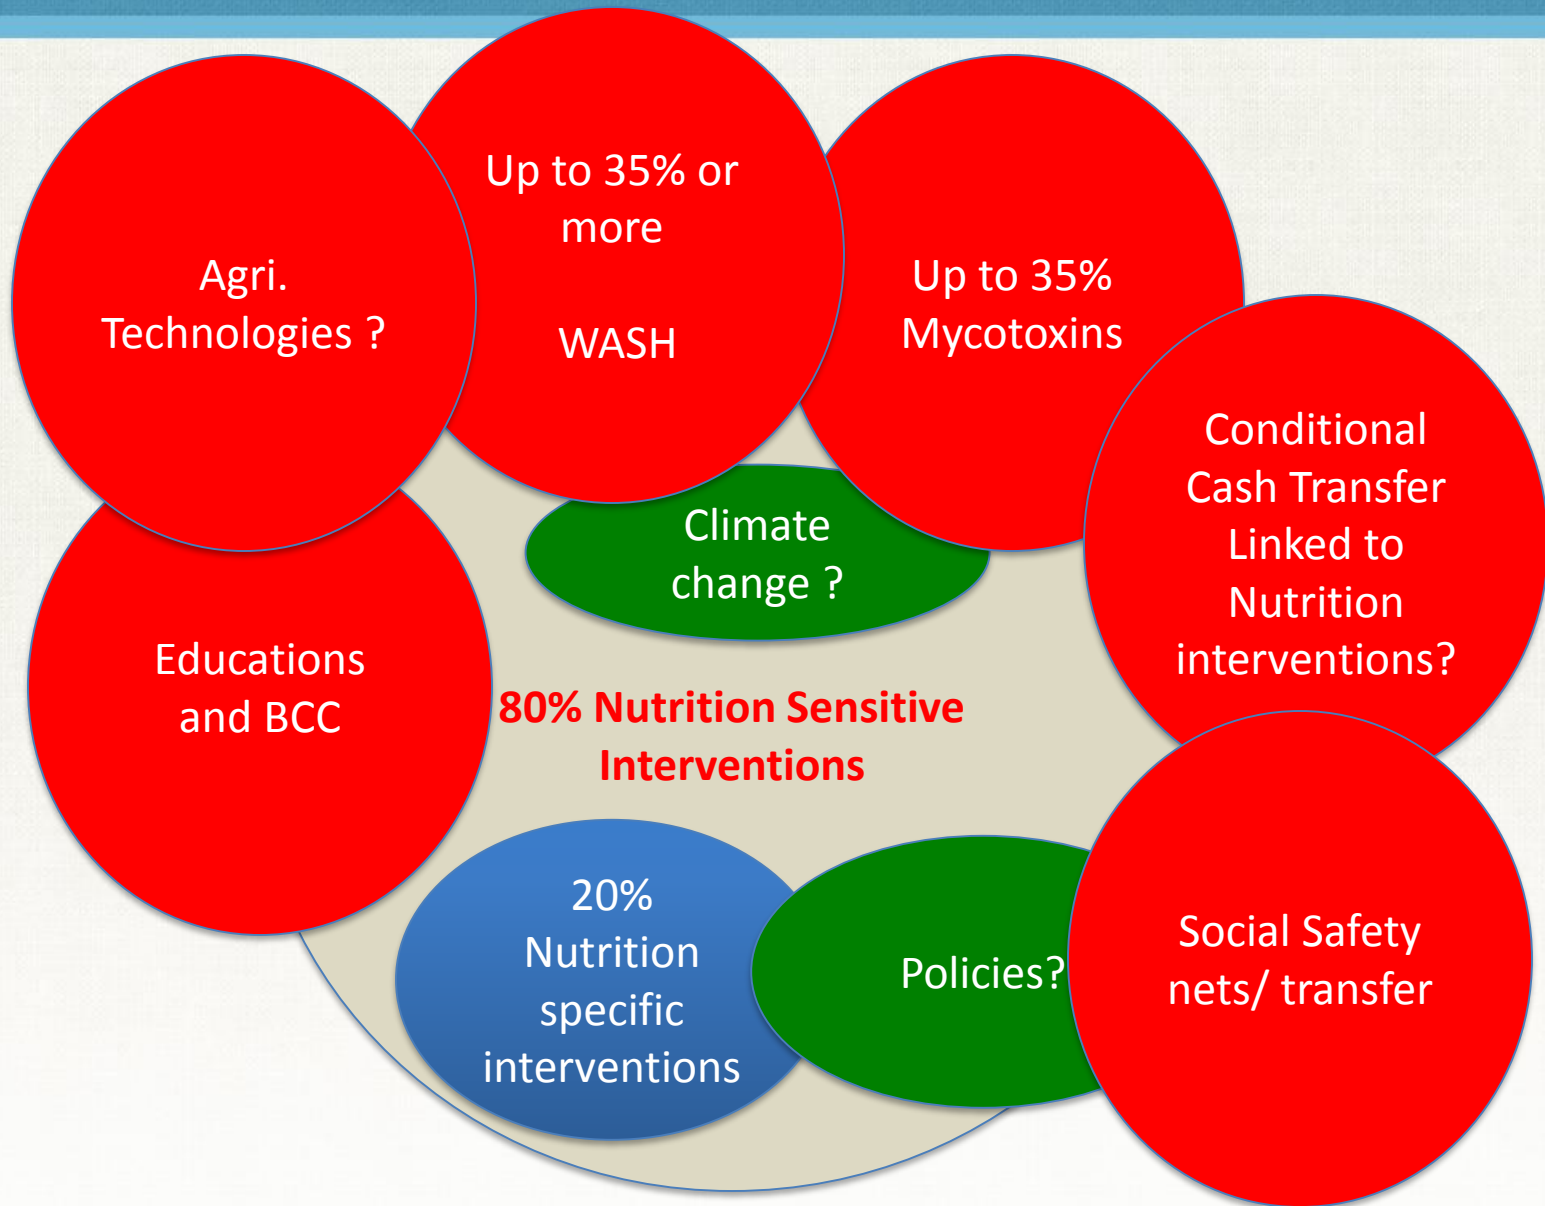 Up to 35% or
more
WASH
Agri.
Technologies ?
Up to 35%
Mycotoxins
Conditional
Cash Transfer
Linked to
Nutrition
interventions?
Climate
change ?
Educations
and BCC
80% Nutrition Sensitive
Interventions
20%
Nutrition
specific
interventions
Policies?
Social Safety
nets/ transfer